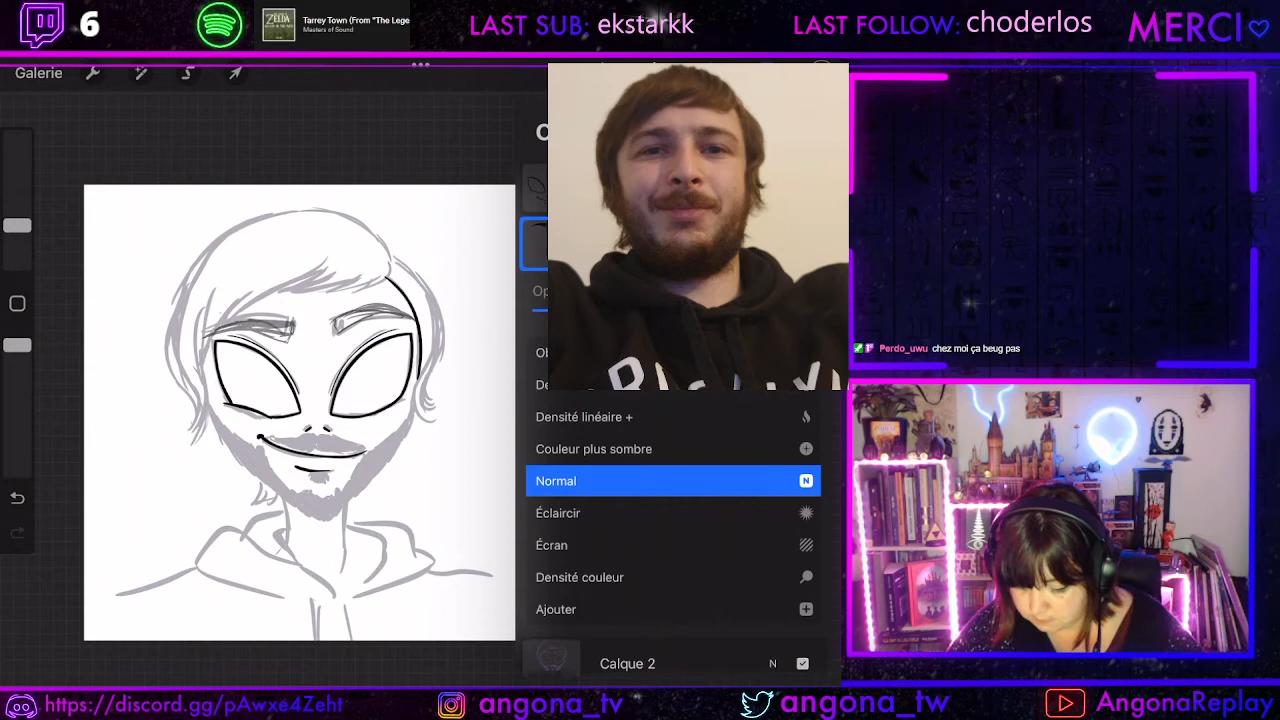 6
Tarrey Town (From "The Lege
Masters of Sound
LAST SUB: ekstarkk
LAST FOLLOW: choderlos
MERCI
Galerie
Densité linéaire +
Couleur plus sombre
Normal
N
Éclaircir
Écran
Densité couleur
Ajouter
Calque 2
N
Perdo_uwu chez moi ça beug pas
https://discord.gg/pAwxe4Zeht
angona_tv
angona_tw
AngonaReplay